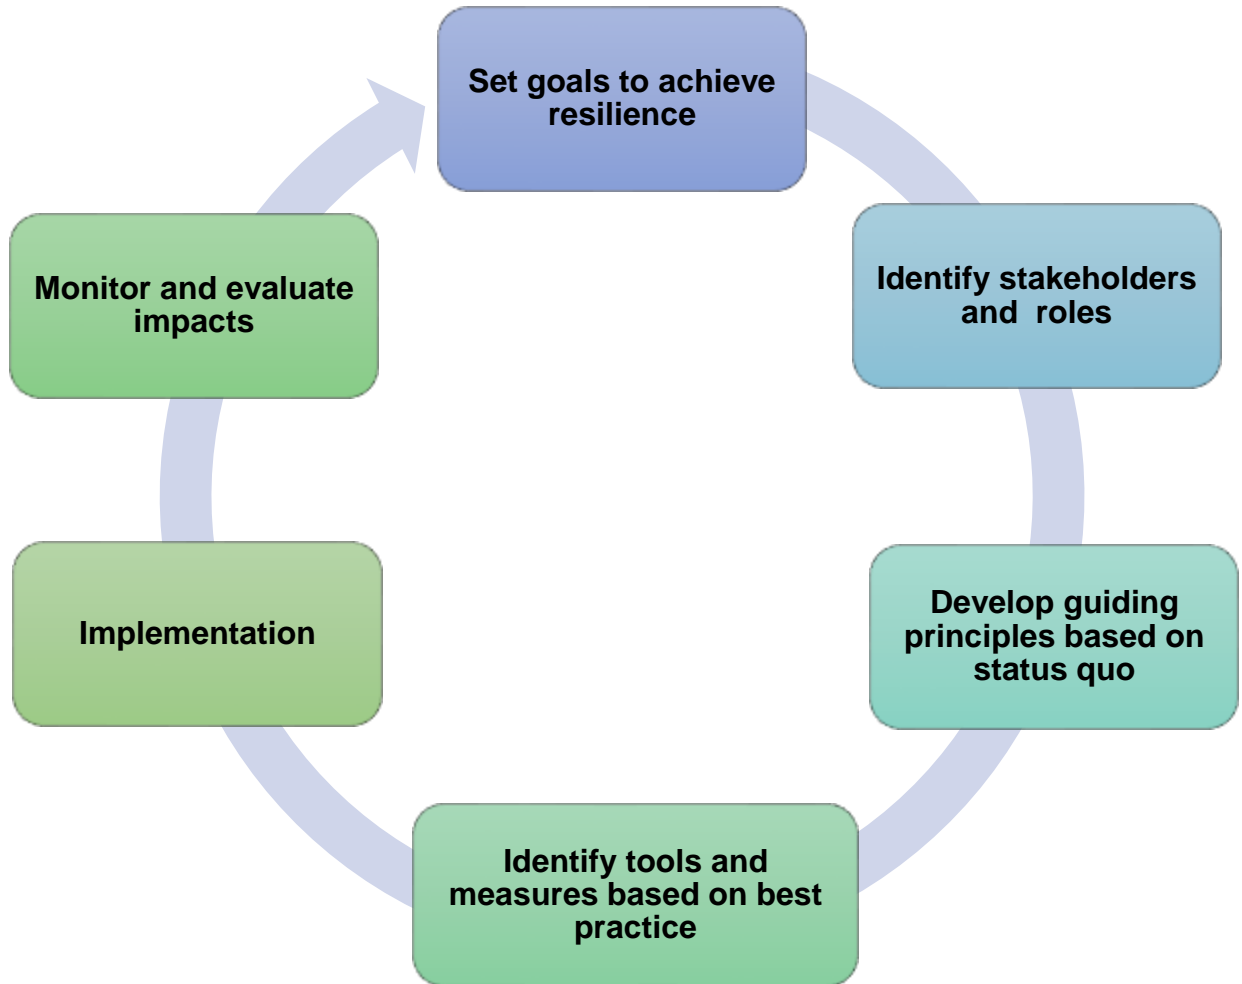 Set goals to achieve
resilience
Identify stakeholders
and  roles
Develop guiding
principles based on
status quo
Identify tools and
measures based on best
practice
Implementation
Monitor and evaluate
impacts